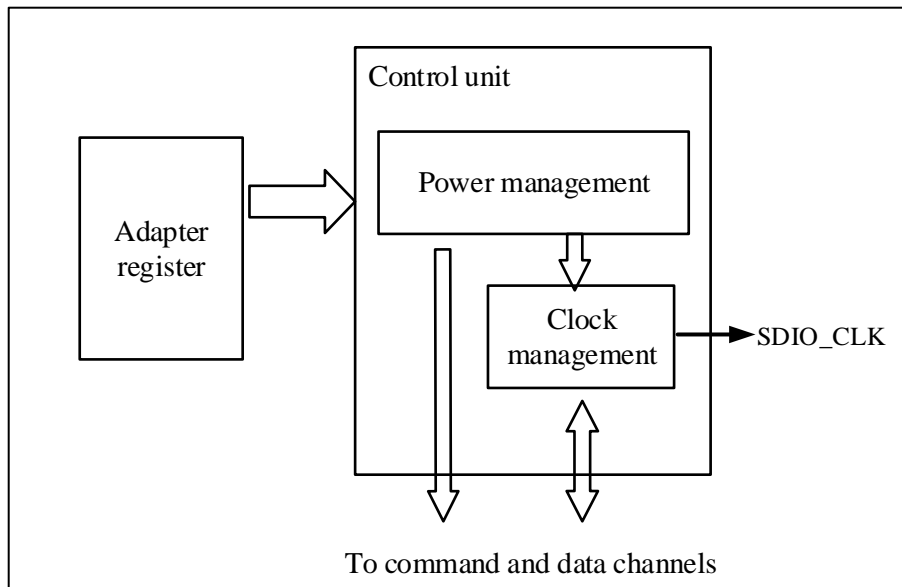 Control unit
Power management
Adapter
register
Clock
management
SDIO_CLK
To command and data channels